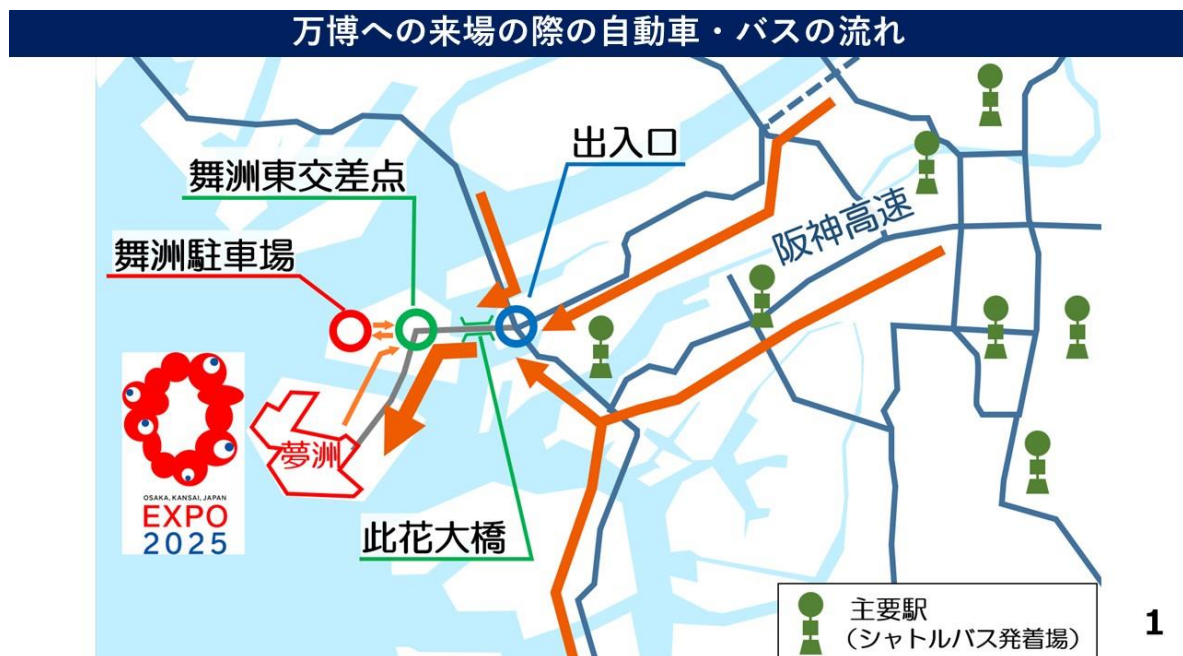 万博への来場の際の自動車・バスの流れ
出入口
舞洲東交差点
舞洲駐車場
阪神高速
夢洲
OSAKA, KANSAI, JAPAN
EXPO
2025
此花大橋
主要駅
（シャトルバス発着場）
1